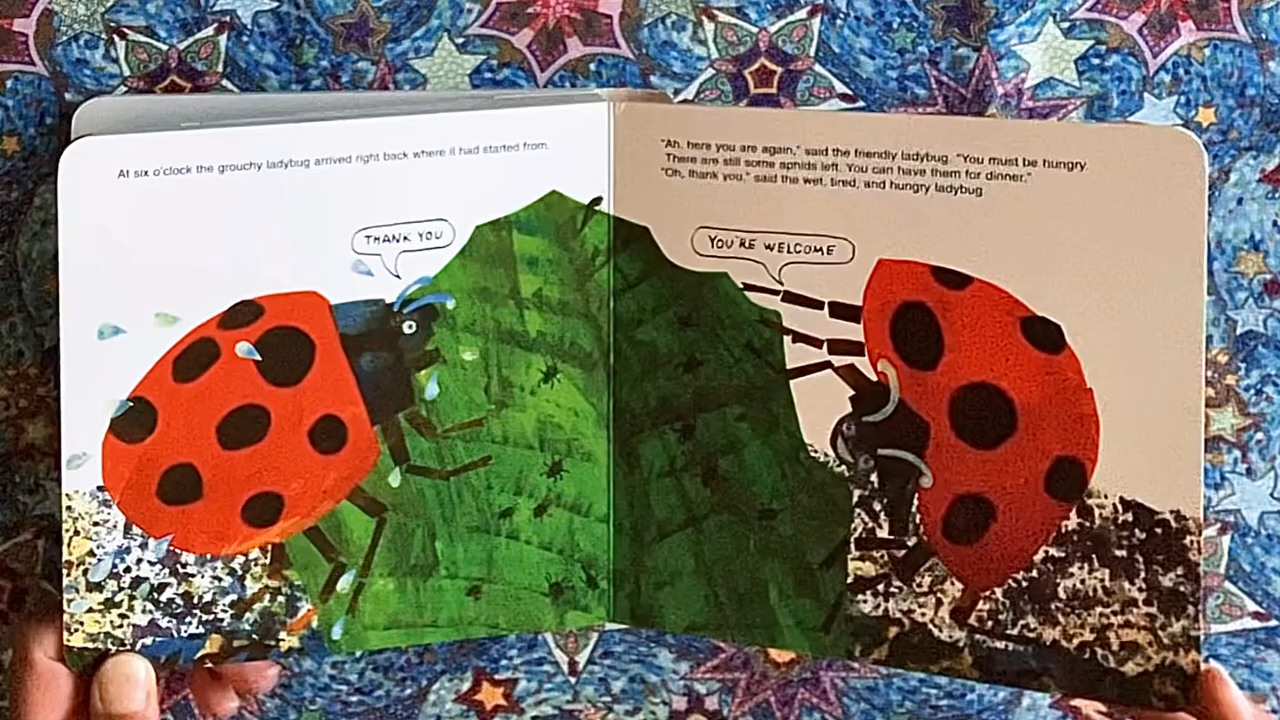 At six o'clock the grouchy ladybug arrived right back where it had started from.
THANK YOU
"Ah, here you are again," said the friendly ladybug. "You must be hungry.
There are still some aphids left. You can have them for dinner."
"Oh, thank you," said the wet, tired, and hungry ladybug.
YOU'RE WELCOME